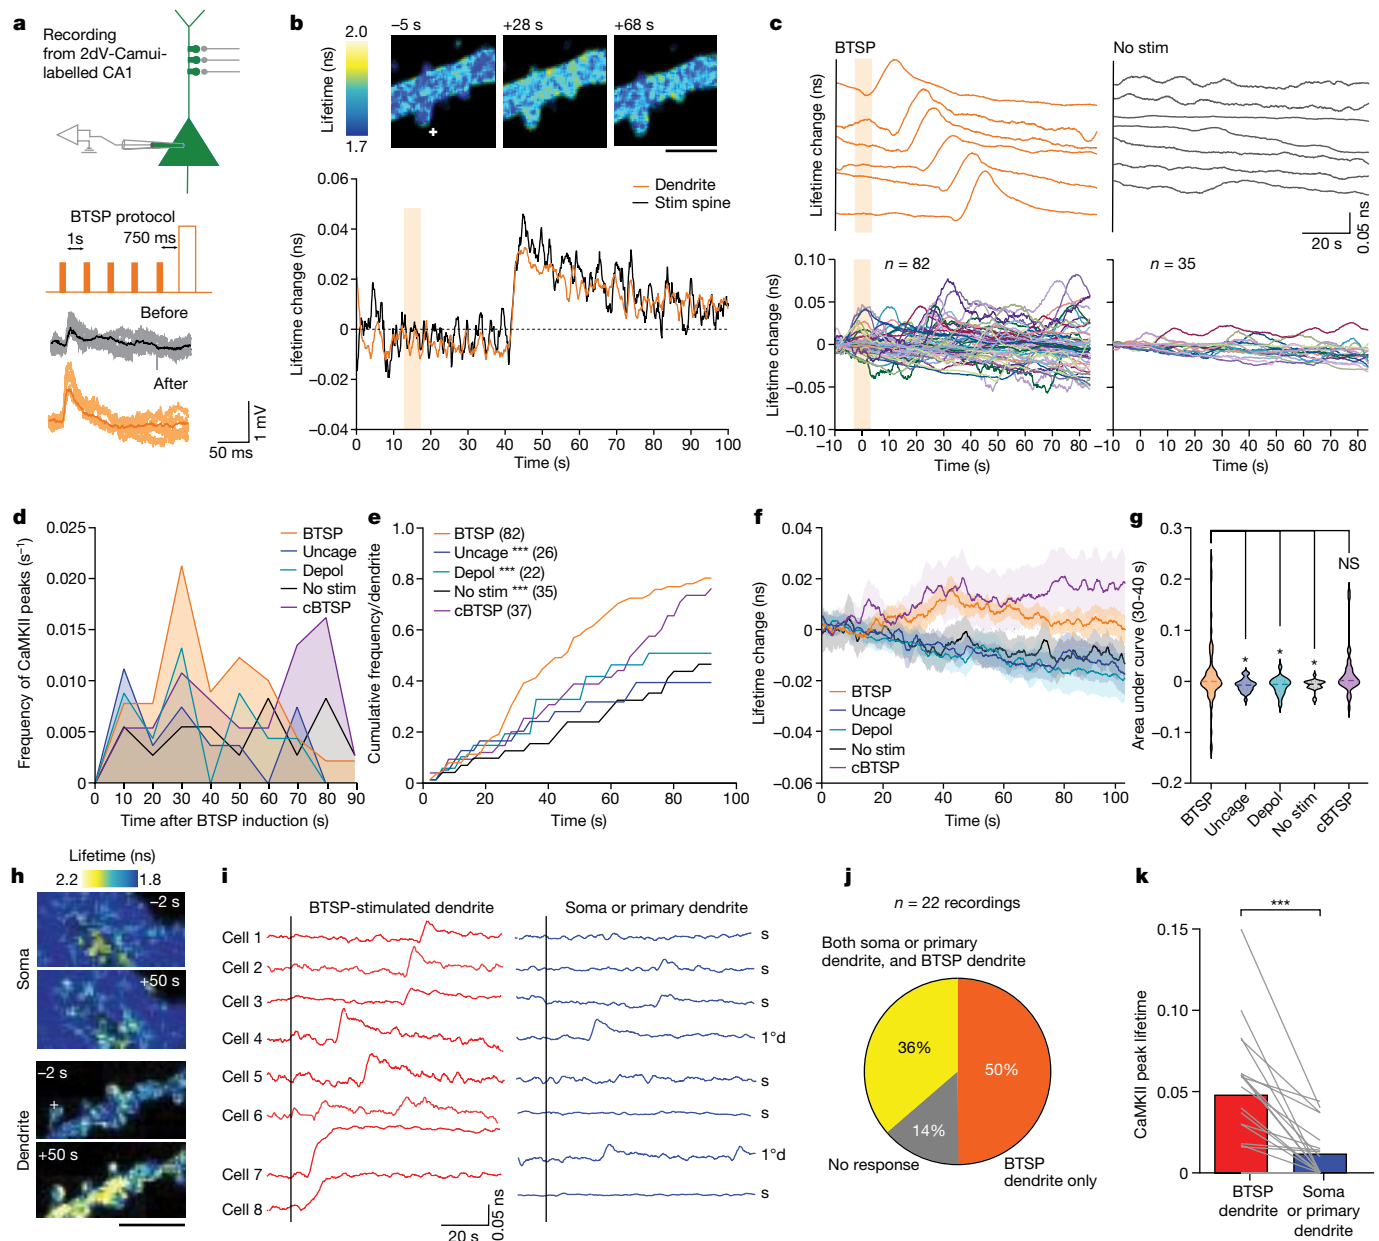 a
Recording
from 2dV-Camui-
labelled CA1
BTSP protocol
1s
750 ms
Before
After
1 mV
50 ms
b
−5 s
+28 s
+68 s
2.0
Lifetime (ns)
1.7
Dendrite
Stim spine
Lifetime change (ns)
0.06
0.04
0.02
0
−0.02
−0.04
0 10 20 30 40 50 60 70 80 90 100
Time (s)
c
BTSP
No stim
Lifetime change (ns)
0.05 ns
20 s
n = 82
n = 35
Lifetime change (ns)
0.10
0.05
0
−0.05
−0.10
−10 0 10 20 30 40 50 60 70 80
−10 0 10 20 30 40 50 60 70 80
Time (s)
Time (s)
d
Frequency of CaMKII peaks (s⁻¹)
0.025
0.020
0.015
0.010
0.005
0
BTSP
Uncage
Depol
No stim
cBTSP
0 10 20 30 40 50 60 70 80 90
Time after BTSP induction (s)
e
Cumulative frequency/dendrite
1.0
0.8
0.6
0.4
0.2
0
BTSP (82)
Uncage *** (26)
Depol *** (22)
No stim *** (35)
cBTSP (37)
0 20 40 60 80 100
Time (s)
f
Lifetime change (ns)
0.04
0.02
0
−0.02
−0.04
−0.06
BTSP
Uncage
Depol
No stim
cBTSP
0 20 40 60 80 100
Time (s)
g
Area under curve (30–40 s)
0.3
0.2
0.1
0
−0.1
−0.2
NS
* * *
BTSP
Uncage
Depol
No stim
cBTSP
h
Lifetime (ns)
2.2 1.8
Soma
−2 s
+50 s
Dendrite
−2 s
+50 s
i
BTSP-stimulated dendrite
Soma or primary dendrite
Cell 1 s
Cell 2 s
Cell 3 s
Cell 4 1°d
Cell 5 s
Cell 6 s
Cell 7 1°d
Cell 8 s
0.05 ns
20 s
j
n = 22 recordings
Both soma or primary
dendrite, and BTSP dendrite
36%
50%
14%
No response
BTSP
dendrite only
k
***
CaMKII peak lifetime
0.15
0.10
0.05
0
BTSP
dendrite
Soma
or primary
dendrite